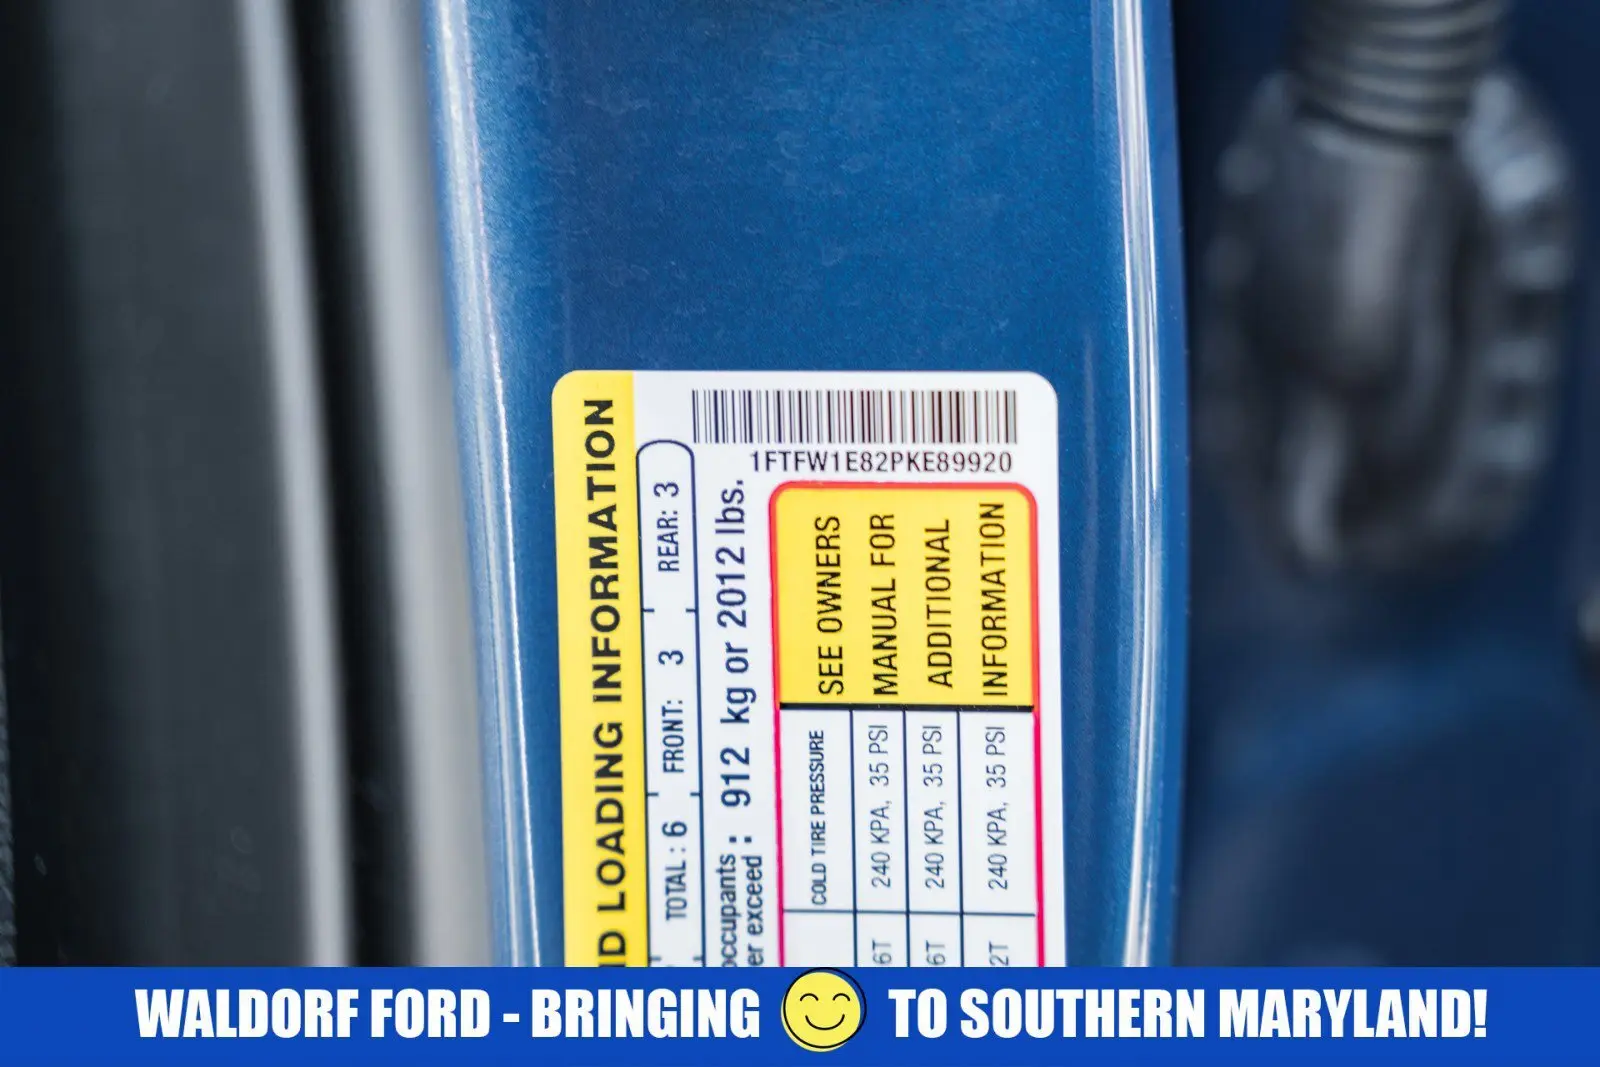 1FTFW1E82PKE89920
LOADING INFORMATION
TOTAL : 6 FRONT: 3 REAR: 3
occupants
exceed : 912 kg or 2012 lbs.
COLD TIRE PRESSURE
240 KPA, 35 PSI
240 KPA, 35 PSI
240 KPA, 35 PSI
SEE OWNERS
MANUAL FOR
ADDITIONAL
INFORMATION
WALDORF FORD - BRINGING TO SOUTHERN MARYLAND!